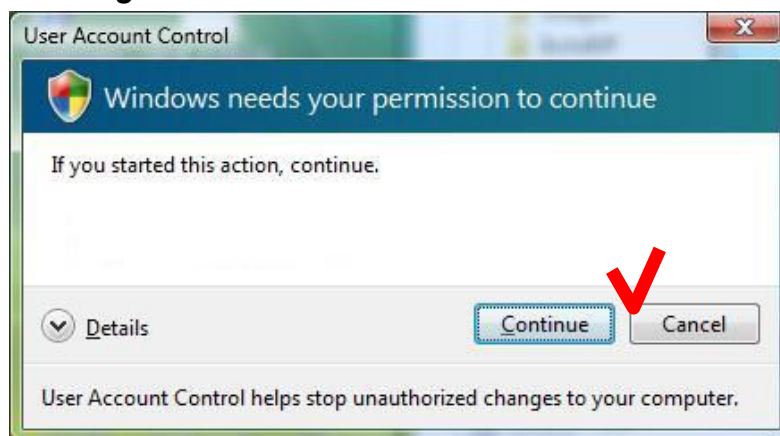 User Account Control
Windows needs your permission to continue
If you started this action, continue.
Details
Continue
Cancel
User Account Control helps stop unauthorized changes to your computer.